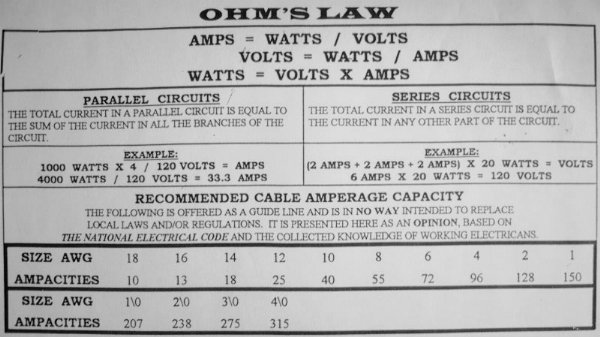 OHM'S LAW
AMPS = WATTS / VOLTS
VOLTS = WATTS / AMPS
WATTS = VOLTS X AMPS
PARALLEL CIRCUITS
THE TOTAL CURRENT IN A PARALLEL CIRCUIT IS EQUAL TO
THE SUM OF THE CURRENT IN ALL THE BRANCHES OF THE
CIRCUIT.
SERIES CIRCUITS
THE TOTAL CURRENT IN A SERIES CIRCUIT IS EQUAL TO THE
CURRENT IN ANY OTHER PART OF THE CIRCUIT.
EXAMPLE:
1000 WATTS X 4 / 120 VOLTS = AMPS
4000 WATTS / 120 VOLTS = 33.3 AMPS
EXAMPLE:
(2 AMPS + 2 AMPS + 2 AMPS) X 20 WATTS = VOLTS
6 AMPS X 20 WATTS = 120 VOLTS
RECOMMENDED CABLE AMPERAGE CAPACITY
THE FOLLOWING IS OFFERED AS A GUIDE LINE AND IS IN NO WAY INTENDED TO REPLACE
LOCAL LAWS AND/OR REGULATIONS. IT IS PRESENTED HERE AS AN OPINION, BASED ON
THE NATIONAL ELECTRICAL CODE AND THE COLLECTED KNOWLEDGE OF WORKING ELECTRICANS.
SIZE AWG 18 16 14 12 10 8 6 4 2 1
AMPACITIES 10 13 18 25 40 55 72 96 128 150
SIZE AWG 1\0 2\0 3\0 4\0
AMPACITIES 207 238 275 315